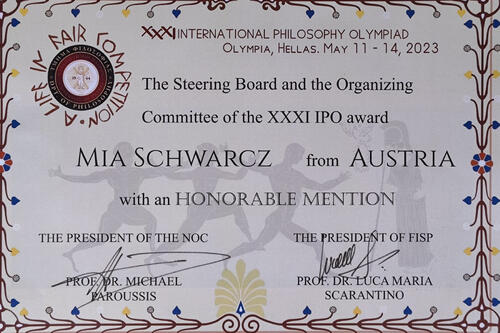 XXXI INTERNATIONAL PHILOSOPHY OLYMPIAD
OLYMPIA, HELLAS. MAY 11 - 14, 2023
A LIFE IN FAIR COMPETITION
The Steering Board and the Organizing
Committee of the XXXI IPO award
MIA SCHWARCZ from AUSTRIA
with an HONORABLE MENTION
THE PRESIDENT OF THE NOC THE PRESIDENT OF FISP
PROF. DR. MICHAEL PROF. DR. LUCA MARIA
PAROUSSIS SCARANTINO